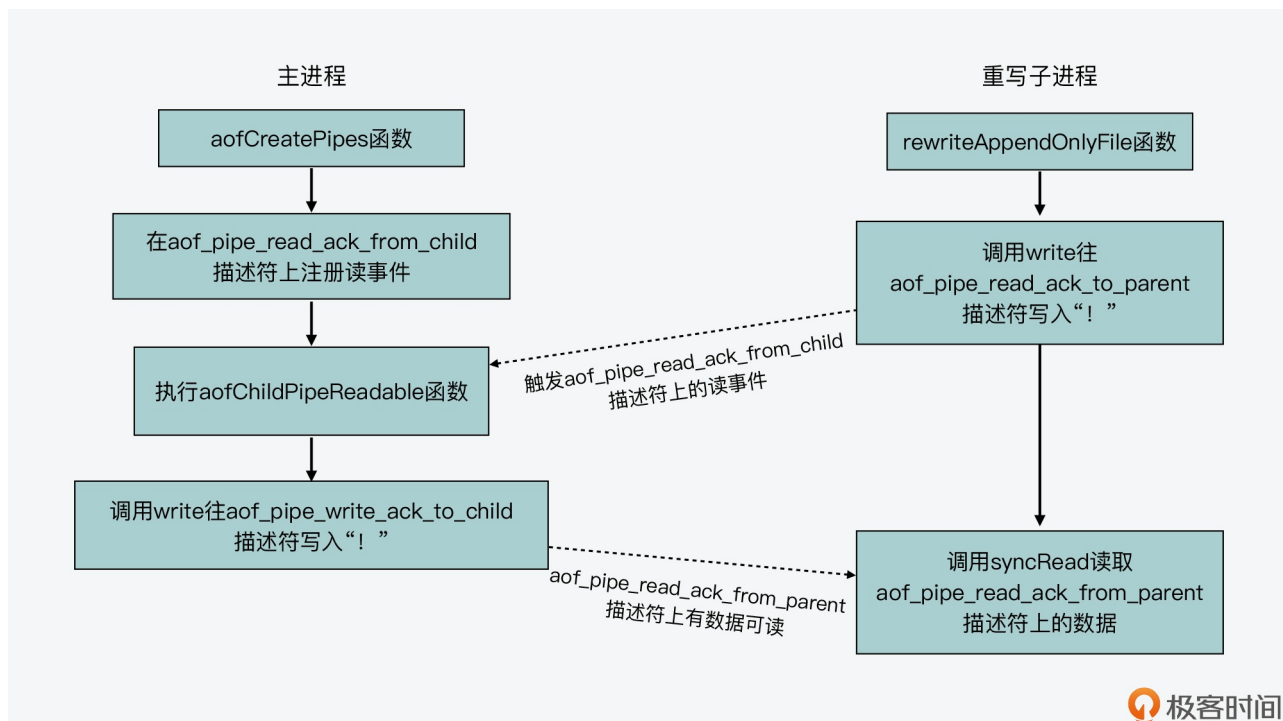 主进程
aofCreatePipes函数
在aof_pipe_read_ack_from_child
描述符上注册读事件
执行aofChildPipeReadable函数
调用write往aof_pipe_write_ack_to_child
描述符写入“！”
触发aof_pipe_read_ack_from_child
描述符上的读事件
aof_pipe_read_ack_from_parent
描述符上有数据可读
重写子进程
rewriteAppendOnlyFile函数
调用write往
aof_pipe_read_ack_to_parent
描述符写入“！”
调用syncRead读取
aof_pipe_read_ack_from_parent
描述符上的数据
极客时间